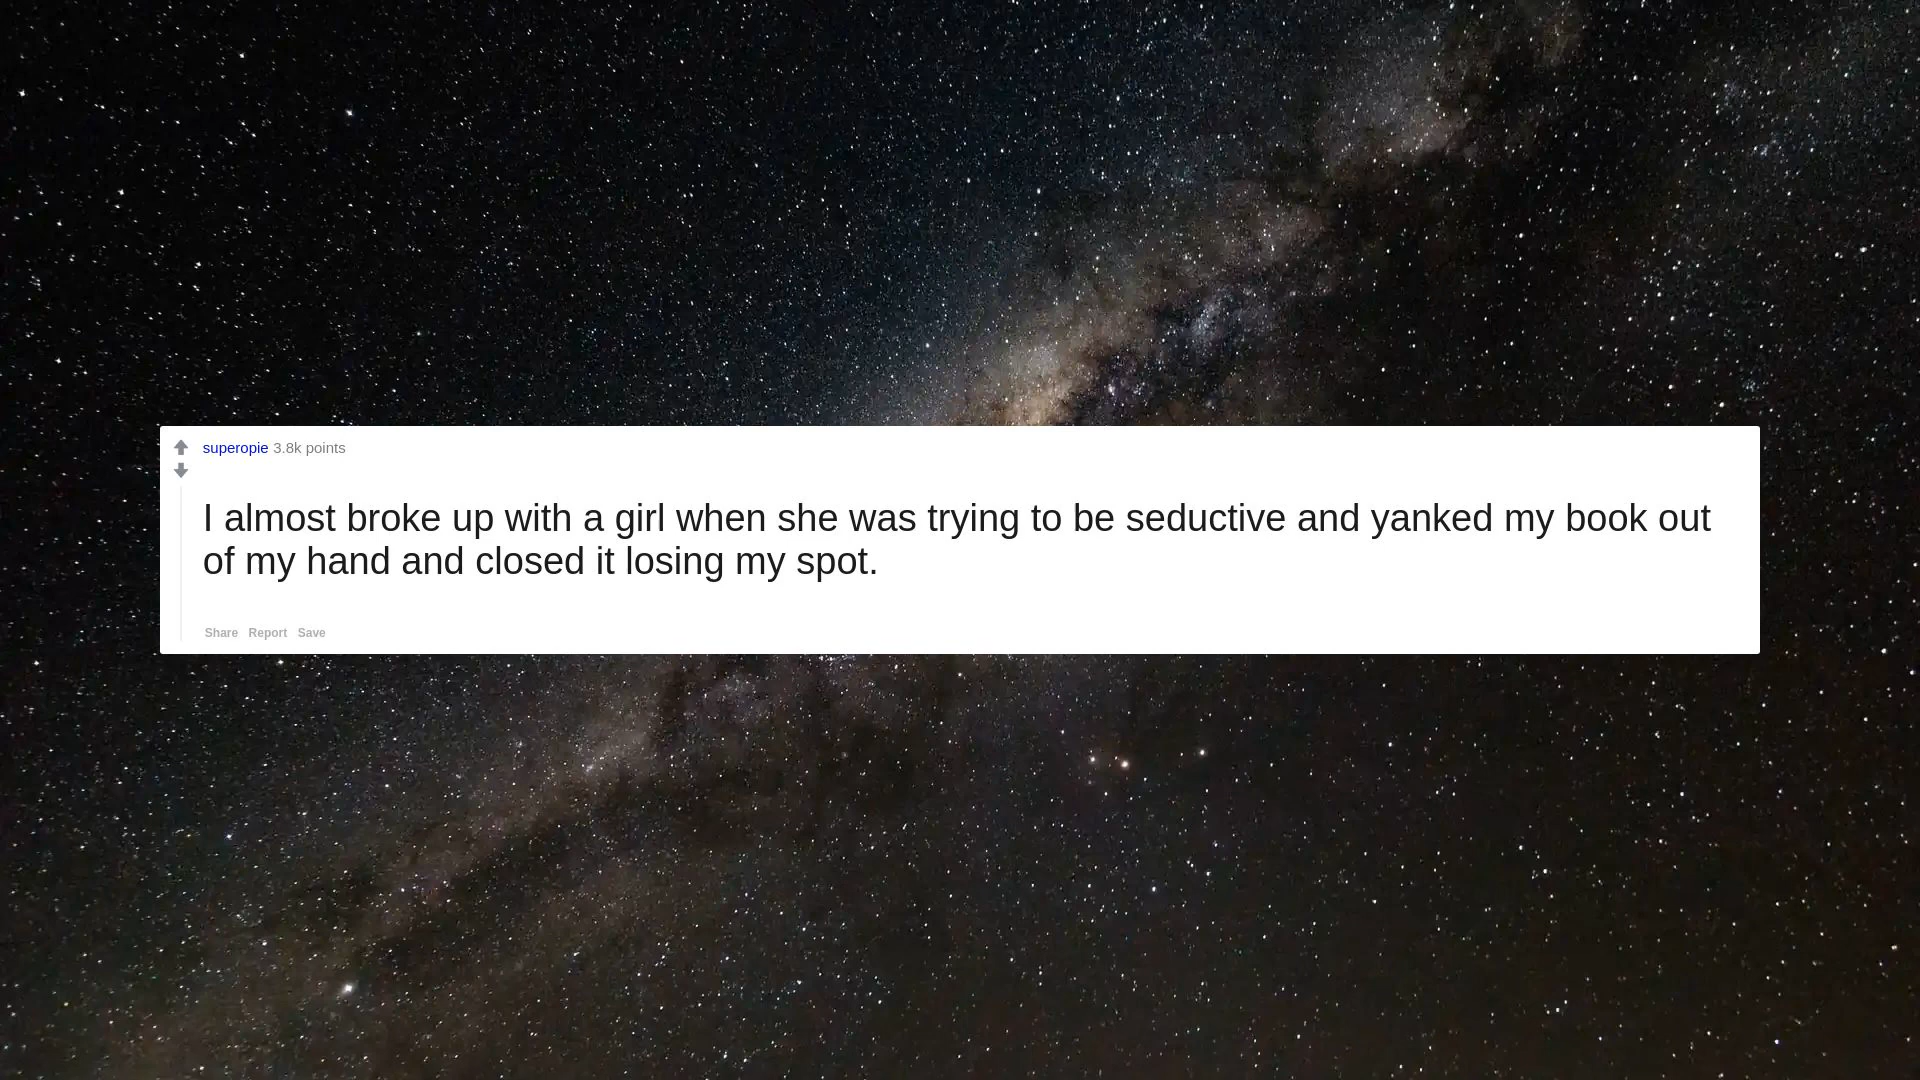 superopie 3.8k points
I almost broke up with a girl when she was trying to be seductive and yanked my book out
of my hand and closed it losing my spot.
Share Report Save